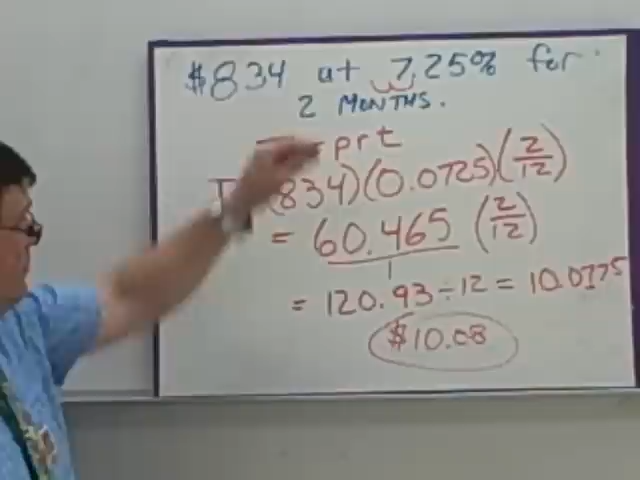 $834 at 7.25% for
2 MONTHS.
= prt
(834)(0.0725)(2/12)
= 60.465 (2/12)
1
= 120.93 ÷ 12 = 10.0775
$10.08